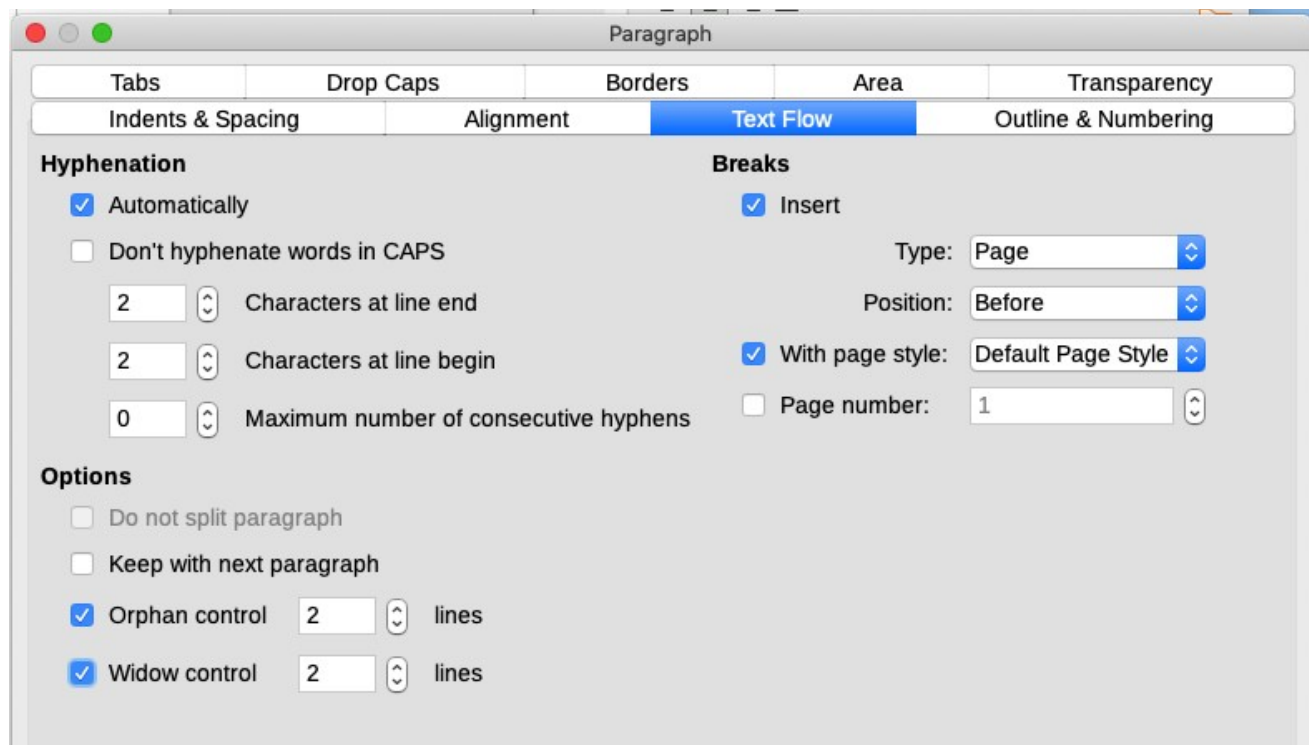 Paragraph
Tabs Drop Caps Borders Area Transparency
Indents & Spacing Alignment Text Flow Outline & Numbering
Hyphenation
Automatically
Don't hyphenate words in CAPS
2 Characters at line end
2 Characters at line begin
0 Maximum number of consecutive hyphens
Options
Do not split paragraph
Keep with next paragraph
Orphan control 2 lines
Widow control 2 lines
Breaks
Insert
Type: Page
Position: Before
With page style: Default Page Style
Page number: 1